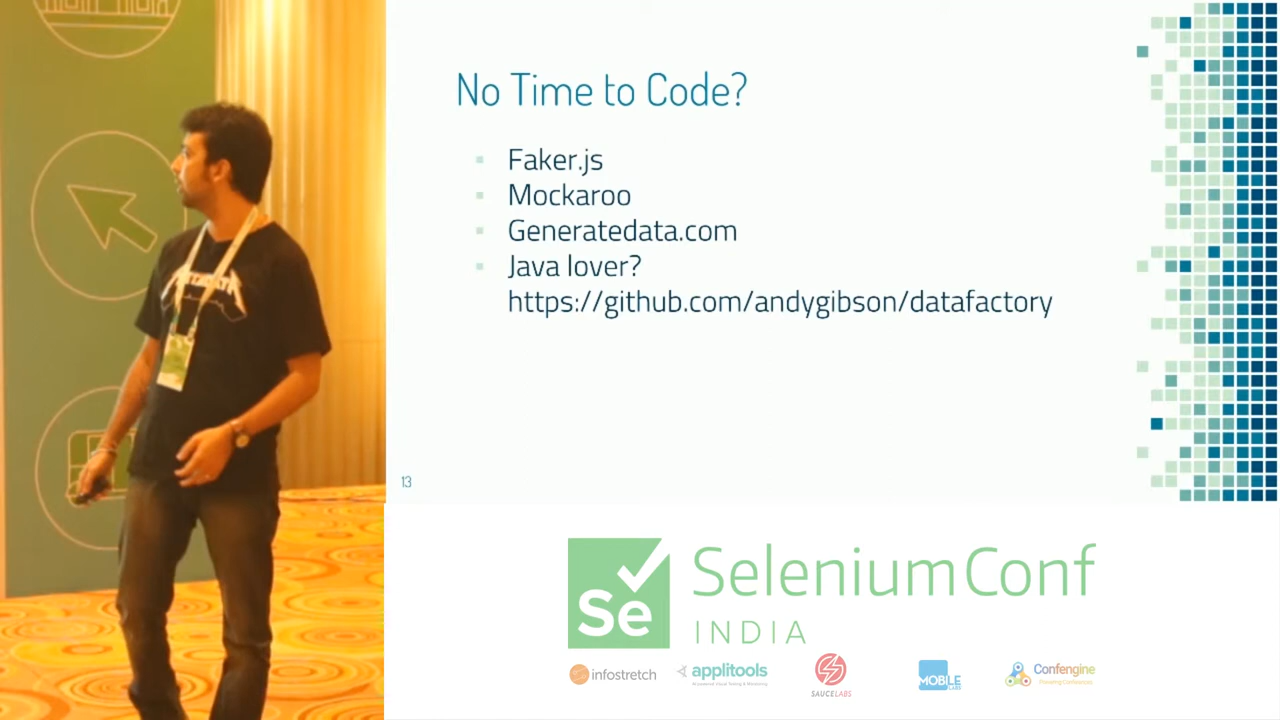 No Time to Code?
Faker.js
Mockaroo
Generatedata.com
Java lover?
https://github.com/andygibson/datafactory
13
Se
SeleniumConf
INDIA
infostretch
applitools
SAUCELABS
MOBILE
LABS
Confengine